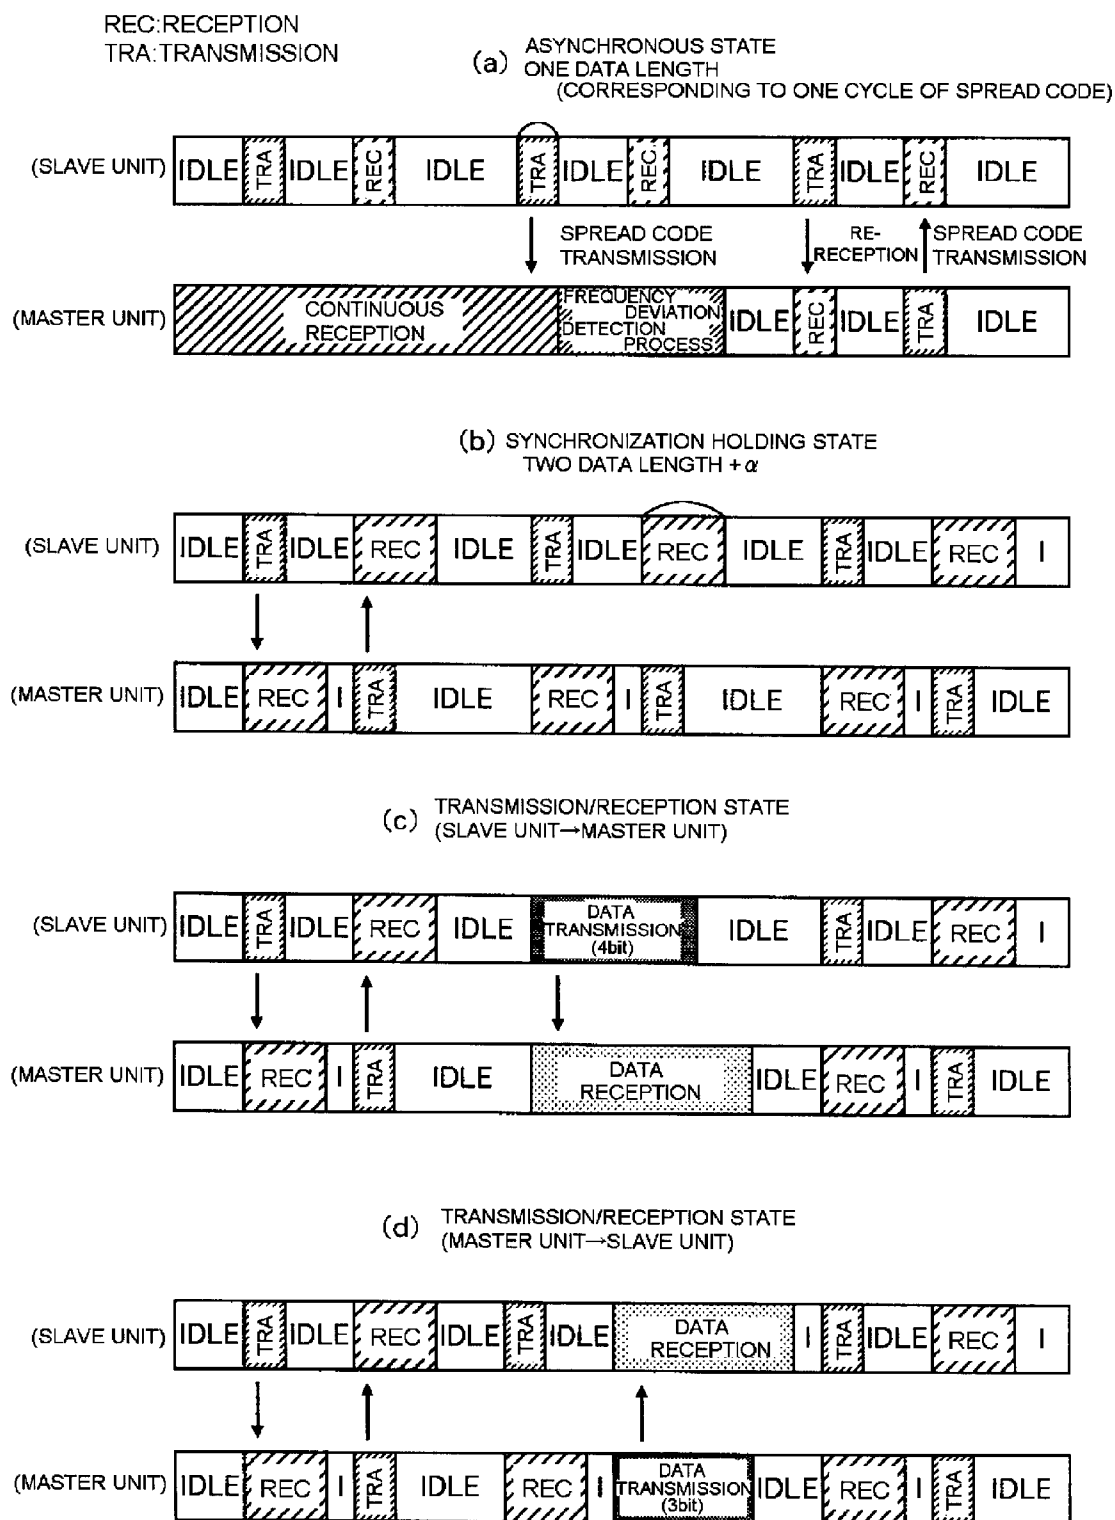 REC:RECEPTION
TRA:TRANSMISSION
(a) ASYNCHRONOUS STATE
ONE DATA LENGTH
(CORRESPONDING TO ONE CYCLE OF SPREAD CODE)
(SLAVE UNIT) IDLE TRA IDLE REC IDLE TRA IDLE REC IDLE TRA IDLE REC IDLE
SPREAD CODE TRANSMISSION
RE-RECEPTION
SPREAD CODE TRANSMISSION
(MASTER UNIT) CONTINUOUS RECEPTION FREQUENCY DEVIATION DETECTION PROCESS IDLE REC IDLE TRA IDLE
(b) SYNCHRONIZATION HOLDING STATE
TWO DATA LENGTH + α
(SLAVE UNIT) IDLE TRA IDLE REC IDLE TRA IDLE REC IDLE TRA IDLE REC I
(MASTER UNIT) IDLE REC I TRA IDLE REC I TRA IDLE REC I TRA IDLE
(c) TRANSMISSION/RECEPTION STATE
(SLAVE UNIT→MASTER UNIT)
(SLAVE UNIT) IDLE TRA IDLE REC IDLE DATA TRANSMISSION (4bit) IDLE TRA IDLE REC I
(MASTER UNIT) IDLE REC I TRA IDLE DATA RECEPTION IDLE REC I TRA IDLE
(d) TRANSMISSION/RECEPTION STATE
(MASTER UNIT→SLAVE UNIT)
(SLAVE UNIT) IDLE TRA IDLE REC IDLE TRA IDLE DATA RECEPTION I TRA IDLE REC I
(MASTER UNIT) IDLE REC I TRA IDLE REC I DATA TRANSMISSION (3bit) IDLE REC I TRA IDLE